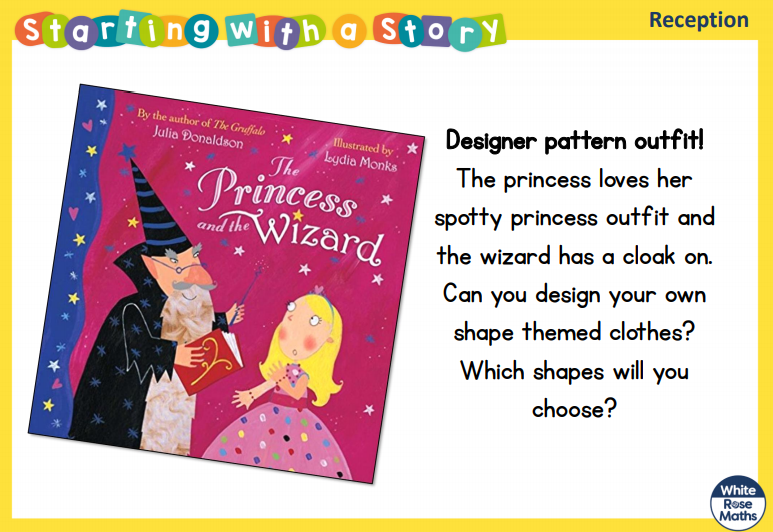 Starting with a Story
Reception
By the author of The Gruffalo
Julia Donaldson
Illustrated by
Lydia Monks
The
Princess
and the
Wizard
Designer pattern outfit!
The princess loves her
spotty princess outfit and
the wizard has a cloak on.
Can you design your own
shape themed clothes?
Which shapes will you
choose?
White
Rose
Maths